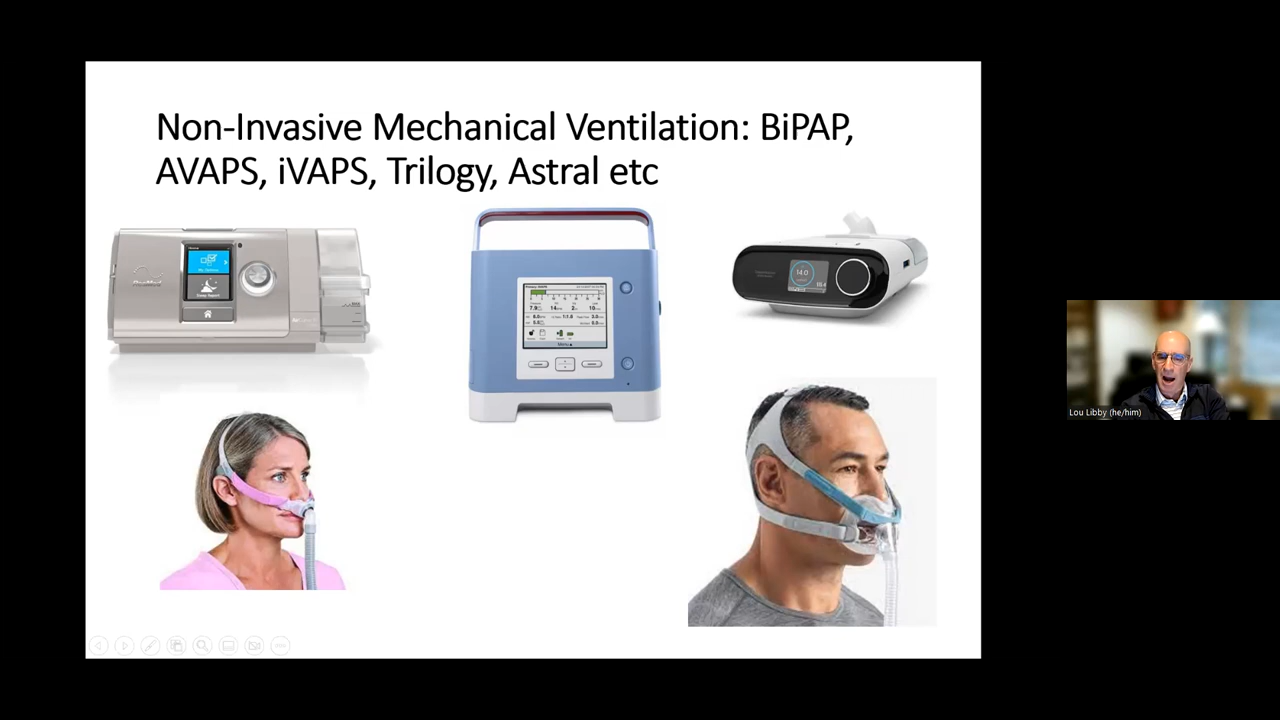 Non-Invasive Mechanical Ventilation: BiPAP,
AVAPS, iVAPS, Trilogy, Astral etc
Lou Libby (he/him)